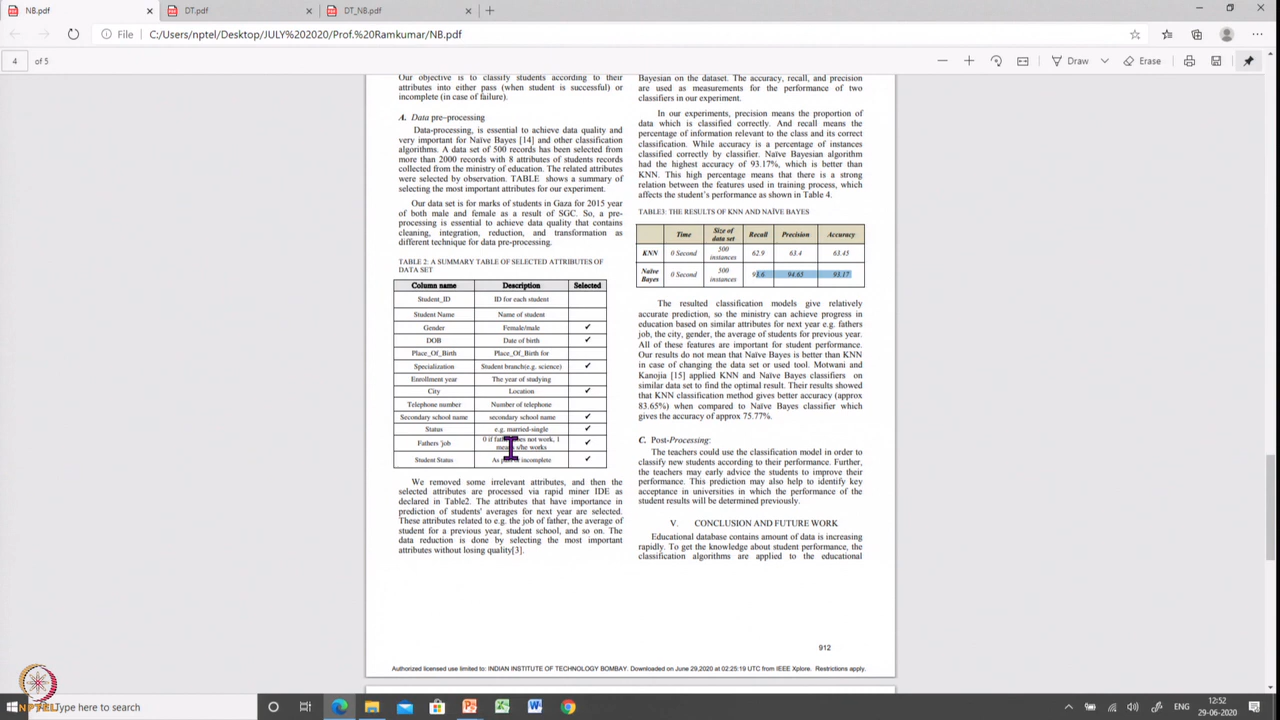 NB.pdf
DT.pdf
DT_NB.pdf
File
C:/Users/nptel/Desktop/JULY%202020/Prof.%20Ramkumar/NB.pdf
4
of 5
Draw
Erase
Our objective is to classify students according to their
attributes into either pass (when student is successful) or
incomplete (in case of failure).
A. Data pre–processing
Data-processing, is essential to achieve data quality and
very important for Naïve Bayes [14] and other classification
algorithms. A data set of 500 records has been selected from
more than 2000 records with 8 attributes of students records
collected from the ministry of education. The related attributes
were selected by observation. TABLE shows a summary of
selecting the most important attributes for our experiment.
Our data set is for marks of students in Gaza for 2015 year
of both male and female as a result of SGC. So, a pre-
processing is essential to achieve data quality that contains
cleaning, integration, reduction, and transformation as
different technique for data pre-processing.
TABLE 2: A SUMMARY TABLE OF SELECTED ATTRIBUTES OF
DATA SET
Column name Description Selected
Student_ID ID for each student
Student Name Name of student
Gender Female/male ✓
DOB Date of birth ✓
Place_Of_Birth Place_Of_Birth for
Specialization Student branch(e.g. science) ✓
Enrollment year The year of studying
City Location ✓
Telephone number Number of telephone
Secondary school name secondary school name ✓
Status e.g. married-single ✓
Fathers 'job 0 if not work, 1 ✓
s/he works
Student Status As incomplete ✓
We removed some irrelevant attributes, and then the
selected attributes are processed via rapid miner IDE as
declared in Table2. The attributes that have importance in
prediction of students' averages for next year are selected.
These attributes related to e.g. the job of father, the average of
student for a previous year, student school, and so on. The
data reduction is done by selecting the most important
attributes without losing quality[3].
Bayesian on the dataset. The accuracy, recall, and precision
are used as measurements for the performance of two
classifiers in our experiment.
In our experiments, precision means the proportion of
data which is classified correctly. And recall means the
percentage of information relevant to the class and its correct
classification. While accuracy is a percentage of instances
classified correctly by classifier. Naïve Bayesian algorithm
had the highest accuracy of 93.17%, which is better than
KNN. This high percentage means that there is a strong
relation between the features used in training process, which
affects the student's performance as shown in Table 4.
TABLE3: THE RESULTS OF KNN AND NAÏVE BAYES
Time Size of data set Recall Precision Accuracy
KNN 0 Second 500 instances 62.9 63.4 63.45
Naïve Bayes 0 Second 500 instances 93.6 94.65 93.17
The resulted classification models give relatively
accurate prediction, so the ministry can achieve progress in
education based on similar attributes for next year e.g. fathers
job, the city, gender, the average of students for previous year.
All of these features are important for student performance.
Our results do not mean that Naïve Bayes is better than KNN
in case of changing the data set or used tool. Motwani and
Kanojia [15] applied KNN and Naïve Bayes classifiers on
similar data set to find the optimal result. Their results showed
that KNN classification method gives better accuracy (approx
83.65%) when compared to Naïve Bayes classifier which
gives the accuracy of approx 75.77%.
C. Post-Processing:
The teachers could use the classification model in order to
classify new students according to their performance. Further,
the teachers may early advice the students to improve their
performance. This prediction may also help to identify key
acceptance in universities in which the performance of the
student results will be determined previously.
V. CONCLUSION AND FUTURE WORK
Educational database contains amount of data is increasing
rapidly. To get the knowledge about student performance, the
classification algorithms are applied to the educational
912
Authorized licensed use limited to: INDIAN INSTITUTE OF TECHNOLOGY BOMBAY. Downloaded on June 29,2020 at 02:25:19 UTC from IEEE Xplore. Restrictions apply.
NPTEL
Type here to search
ENG
12:52
29-06-2020